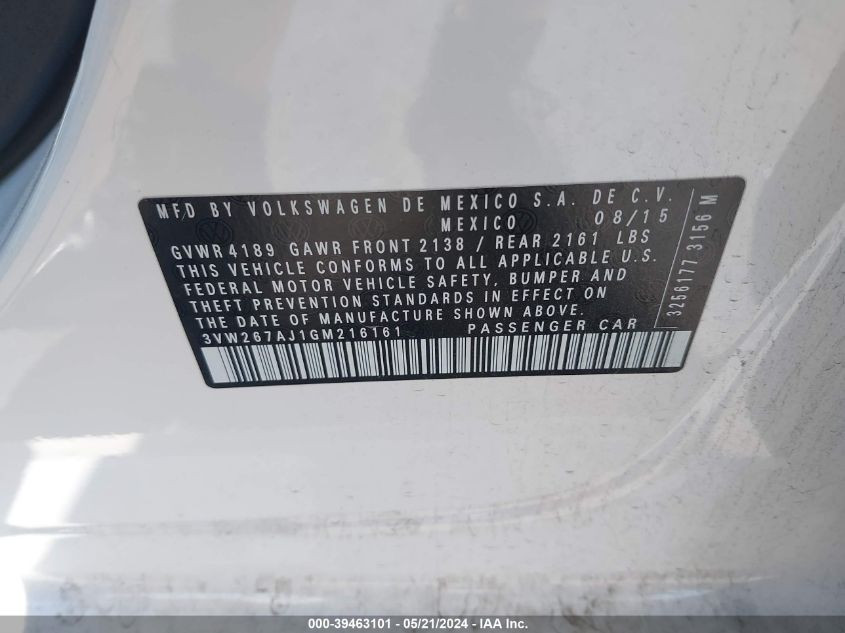 MFD BY VOLKSWAGEN DE MEXICO S.A. DE C.V.
MEXICO 08/15
GVWR 4189 GAWR FRONT 2138 / REAR 2161 LBS
THIS VEHICLE CONFORMS TO ALL APPLICABLE U.S.
FEDERAL MOTOR VEHICLE SAFETY, BUMPER AND
THEFT PREVENTION STANDARDS IN EFFECT ON
THE DATE OF MANUFACTURE SHOWN ABOVE.
3VW267AJ1GM216161 PASSENGER CAR
3256177 3156 M
000-39463101 - 05/21/2024 - IAA Inc.